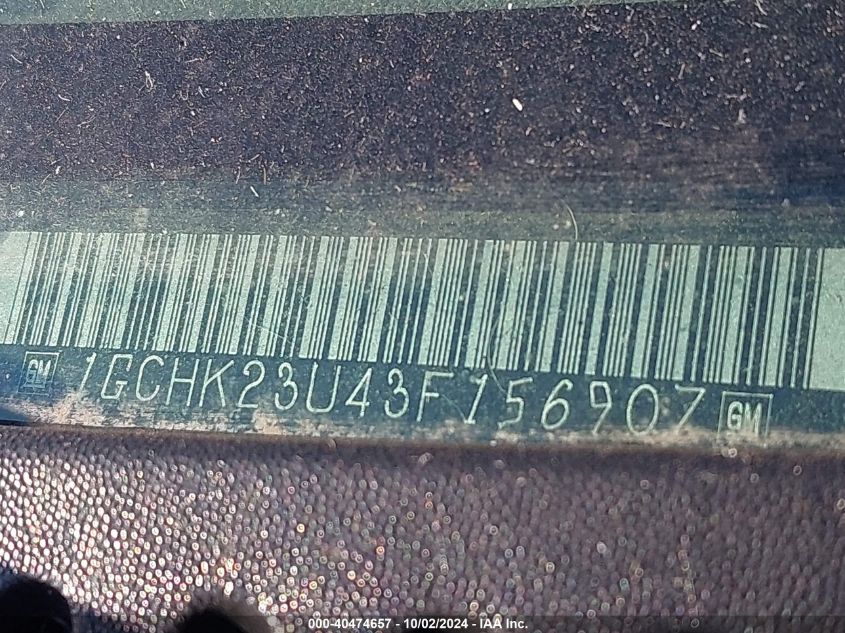 GM 1GCHK23U43F156907 GM
000-40474657 - 10/02/2024 - IAA Inc.